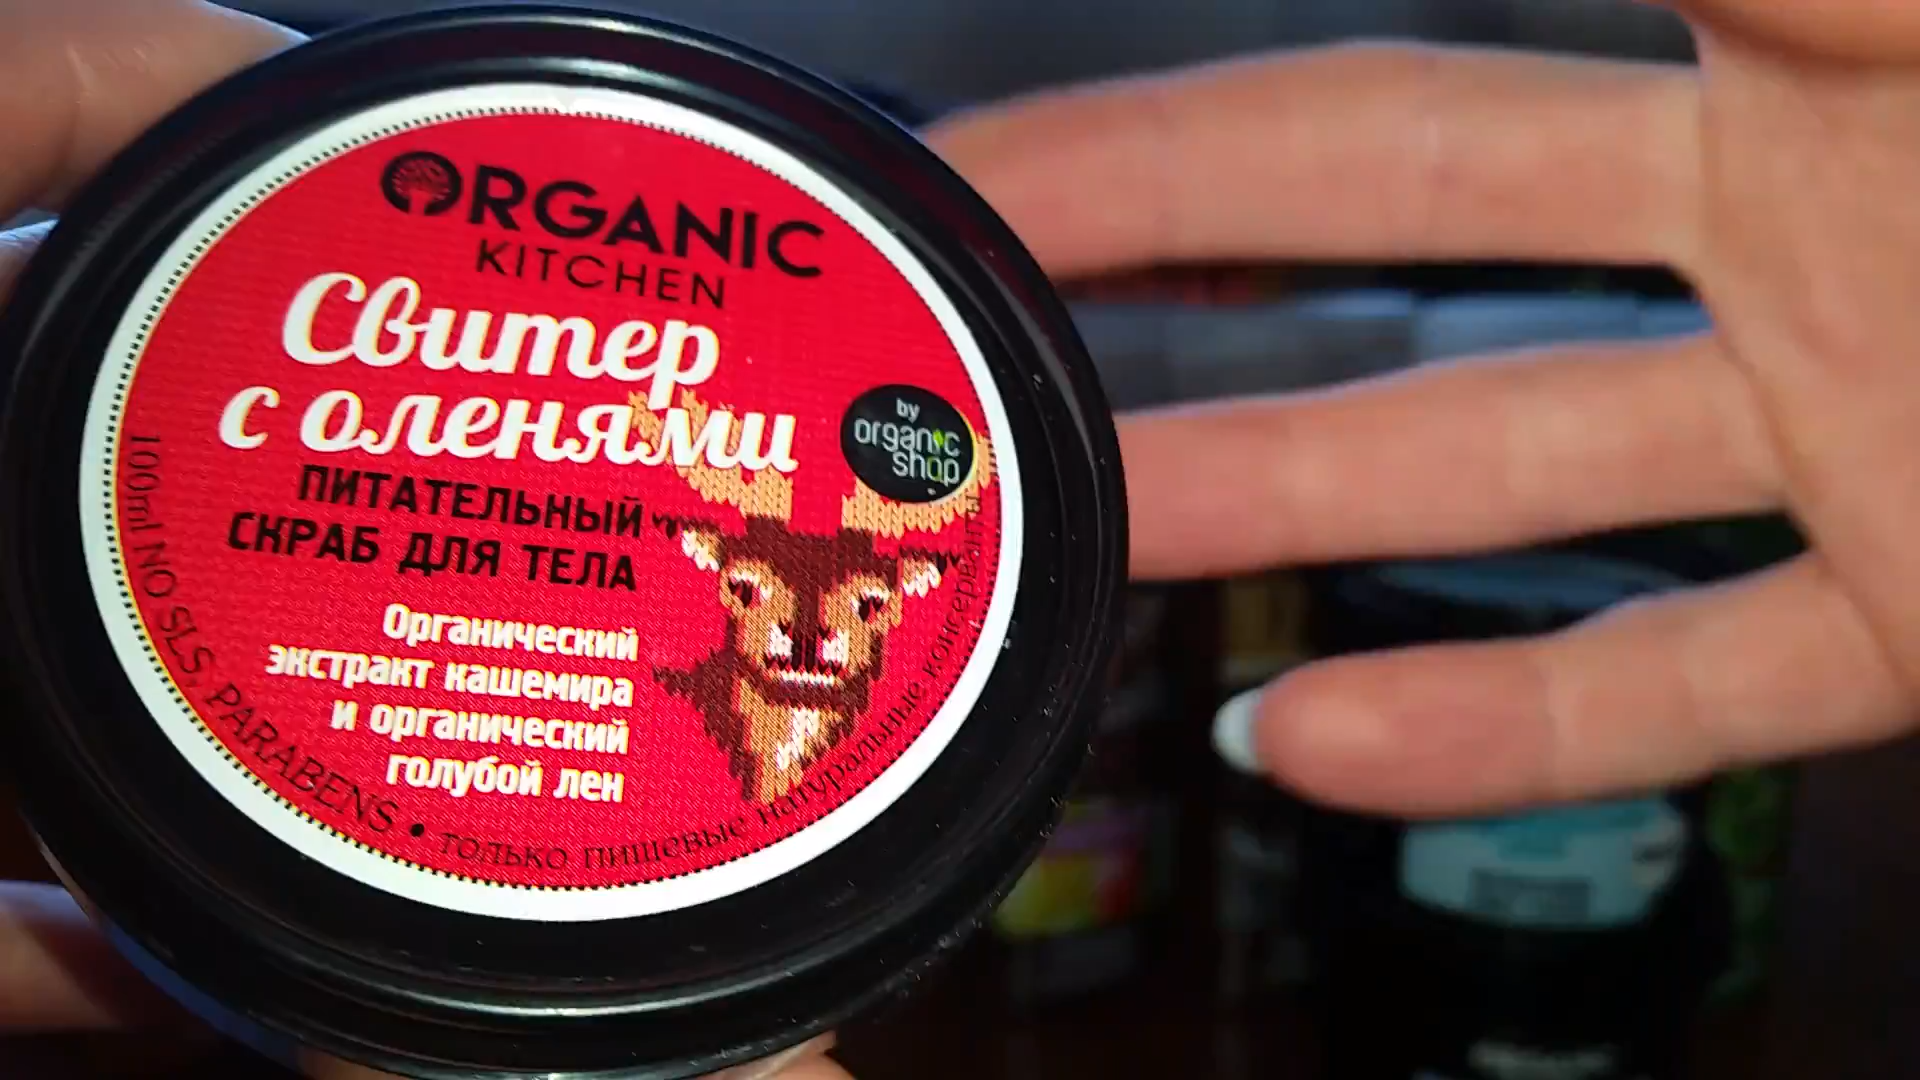 ORGANIC
KITCHEN
Свитер
с оленями
by
organic
shop
ПИТАТЕЛЬНЫЙ
СКРАБ ДЛЯ ТЕЛА
Органический
экстракт кашемира
и органический
голубой лен
100ml NO SLS, PARABENS • только пищевые натуральные консерванты